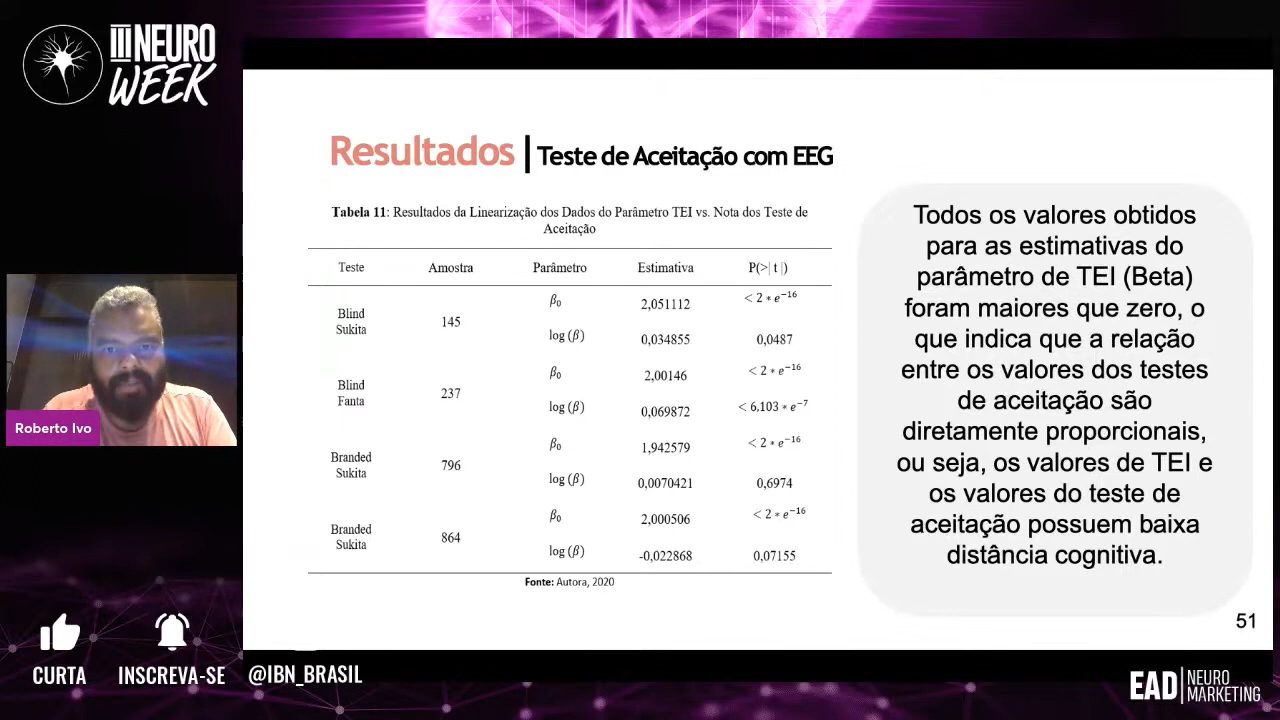 III NEURO
WEEK
Resultados | Teste de Aceitação com EEG
Tabela 11: Resultados da Linearização dos Dados do Parâmetro TEI vs. Nota dos Teste de
Aceitação
Teste Amostra Parâmetro Estimativa P(>| t |)
Blind Sukita 145 β₀ 2,051112 < 2 * e⁻¹⁶
log (β) 0,034855 0,0487
Blind Fanta 237 β₀ 2,00146 < 2 * e⁻¹⁶
log (β) 0,069872 < 6,103 * e⁻⁷
Branded Sukita 796 β₀ 1,942579 < 2 * e⁻¹⁶
log (β) 0,0070421 0,6974
Branded Sukita 864 β₀ 2,000506 < 2 * e⁻¹⁶
log (β) -0,022868 0,07155
Fonte: Autora, 2020
Todos os valores obtidos
para as estimativas do
parâmetro de TEI (Beta)
foram maiores que zero, o
que indica que a relação
entre os valores dos testes
de aceitação são
diretamente proporcionais,
ou seja, os valores de TEI e
os valores do teste de
aceitação possuem baixa
distância cognitiva.
51
Roberto Ivo
CURTA
INSCREVA-SE
@IBN_BRASIL
EAD | NEURO
MARKETING